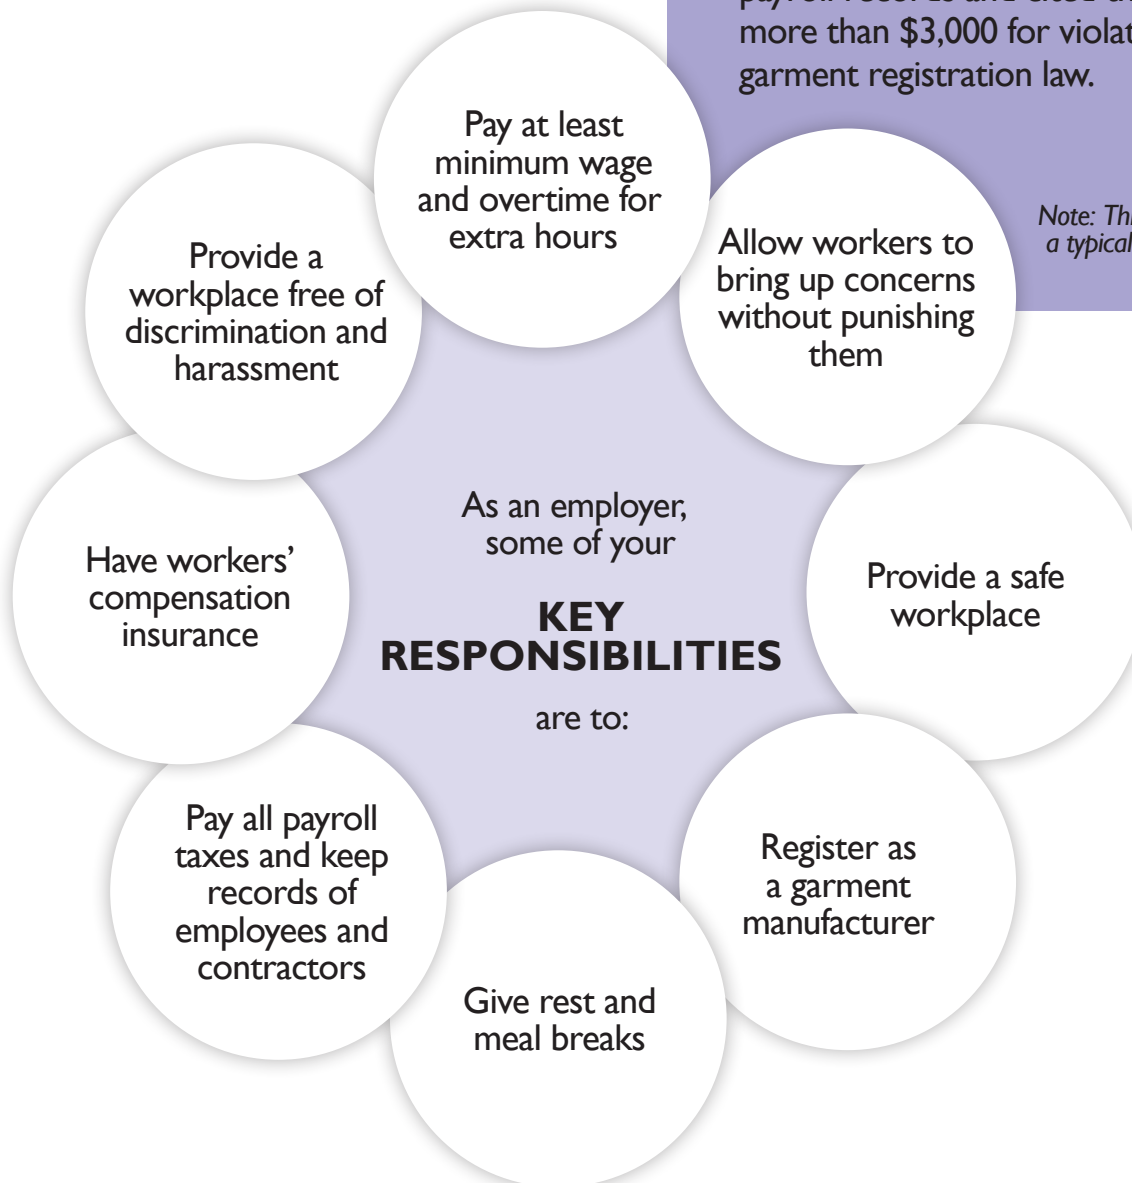 more than $3,000 for
garment registration law.
Note:
a typical
Pay at least
minimum wage
and overtime for
extra hours
Allow workers to
bring up concerns
without punishing
them
Provide a safe
workplace
Register as
a garment
manufacturer
Give rest and
meal breaks
Pay all payroll
taxes and keep
records of
employees and
contractors
Have workers’
compensation
insurance
Provide a
workplace free of
discrimination and
harassment
As an employer,
some of your
KEY
RESPONSIBILITIES
are to: